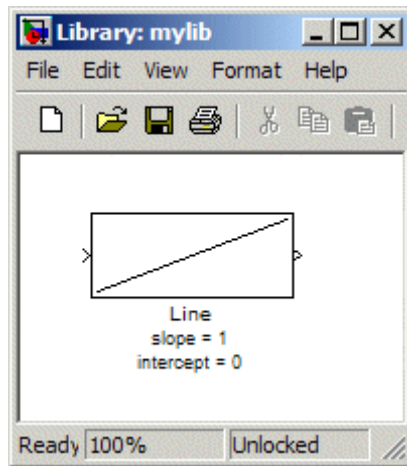 Library: mylib
File Edit View Format Help
Line
slope = 1
intercept = 0
Ready 100% Unlocked